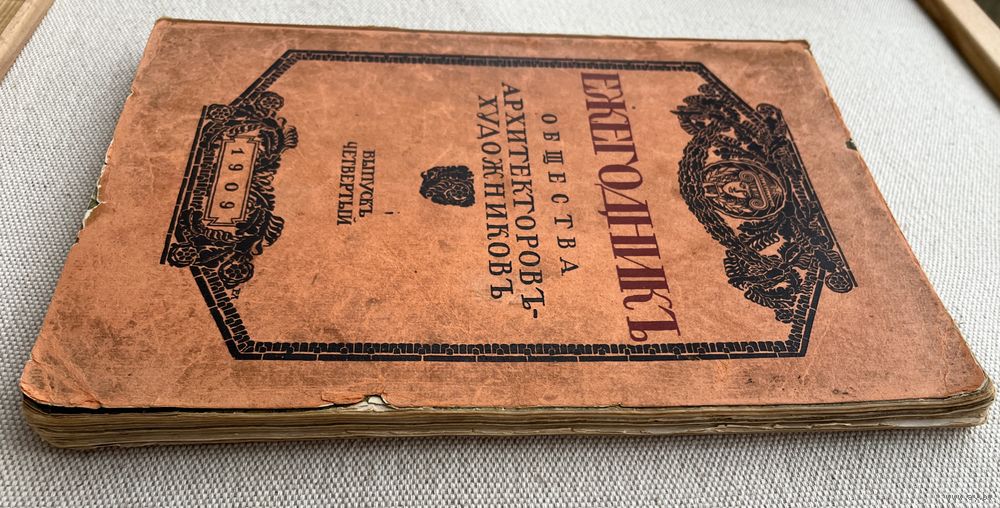 ЕЖЕГОДНИКЪ
ОБЩЕСТВА
АРХИТЕКТОРОВЪ-
ХУДОЖНИКОВЪ
ВЫПУСКЪ
ЧЕТВЕРТЫЙ
1909